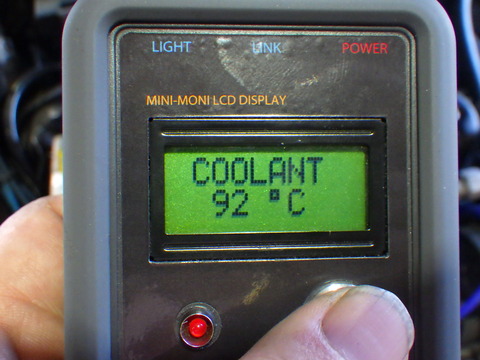 LIGHT LINK POWER
MINI-MONI LCD DISPLAY
COOLANT
92 °C